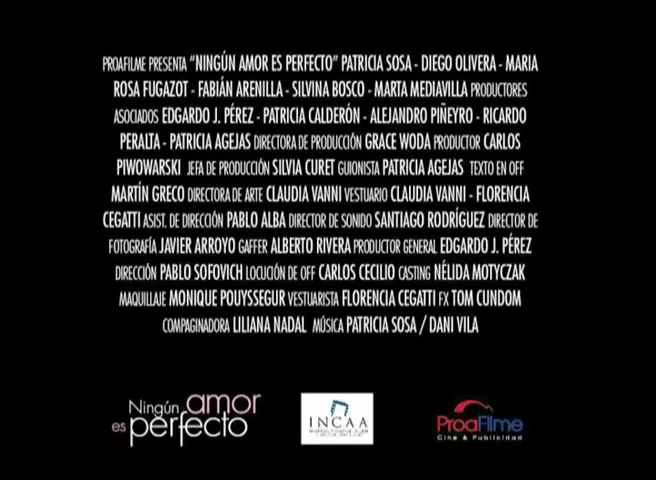 PROAFILME PRESENTA "NINGÚN AMOR ES PERFECTO" PATRICIA SOSA - DIEGO OLIVERA - MARIA
ROSA FUGAZOT - FABIÁN ARENILLA - SILVINA BOSCO - MARTA MEDIAVILLA PRODUCTORES
ASOCIADOS EDGARDO J. PÉREZ - PATRICIA CALDERÓN - ALEJANDRO PIÑEYRO - RICARDO
PERALTA - PATRICIA AGEJAS DIRECTORA DE PRODUCCIÓN GRACE WODA PRODUCTOR CARLOS
PIWOWARSKI JEFA DE PRODUCCIÓN SILVIA CURET GUIONISTA PATRICIA AGEJAS TEXTO EN OFF
MARTÍN GRECO DIRECTORA DE ARTE CLAUDIA VANNI VESTUARIO CLAUDIA VANNI - FLORENCIA
CEGATTI ASIST. DE DIRECCIÓN PABLO ALBA DIRECTOR DE SONIDO SANTIAGO RODRÍGUEZ DIRECTOR DE
FOTOGRAFÍA JAVIER ARROYO GAFFER ALBERTO RIVERA PRODUCTOR GENERAL EDGARDO J. PÉREZ
DIRECCIÓN PABLO SOFOVICH LOCUCIÓN DE OFF CARLOS CECILIO CASTING NÉLIDA MOTYCZAK
MAQUILLAJE MONIQUE POUYSSEGUR VESTUARISTA FLORENCIA CEGATTI FX TOM CUNDOM
COMPAGINADORA LILIANA NADAL MÚSICA PATRICIA SOSA / DANI VILA
Ningún amor
es perfecto
INCAA
ProaFilme
Cine & Publicidad